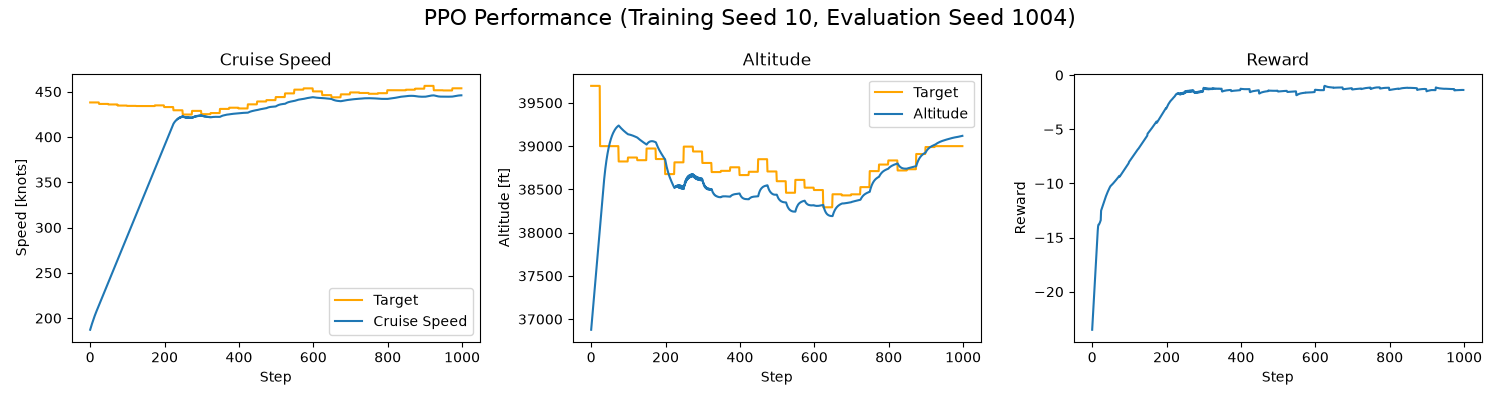 PPO Performance (Training Seed 10, Evaluation Seed 1004)
Cruise Speed
Speed [knots]
450
400
350
300
250
200
Target
Cruise Speed
0 200 400 600 800 1000
Step
Altitude
Altitude [ft]
39500
39000
38500
38000
37500
37000
Target
Altitude
0 200 400 600 800 1000
Step
Reward
Reward
0
−5
−10
−15
−20
0 200 400 600 800 1000
Step